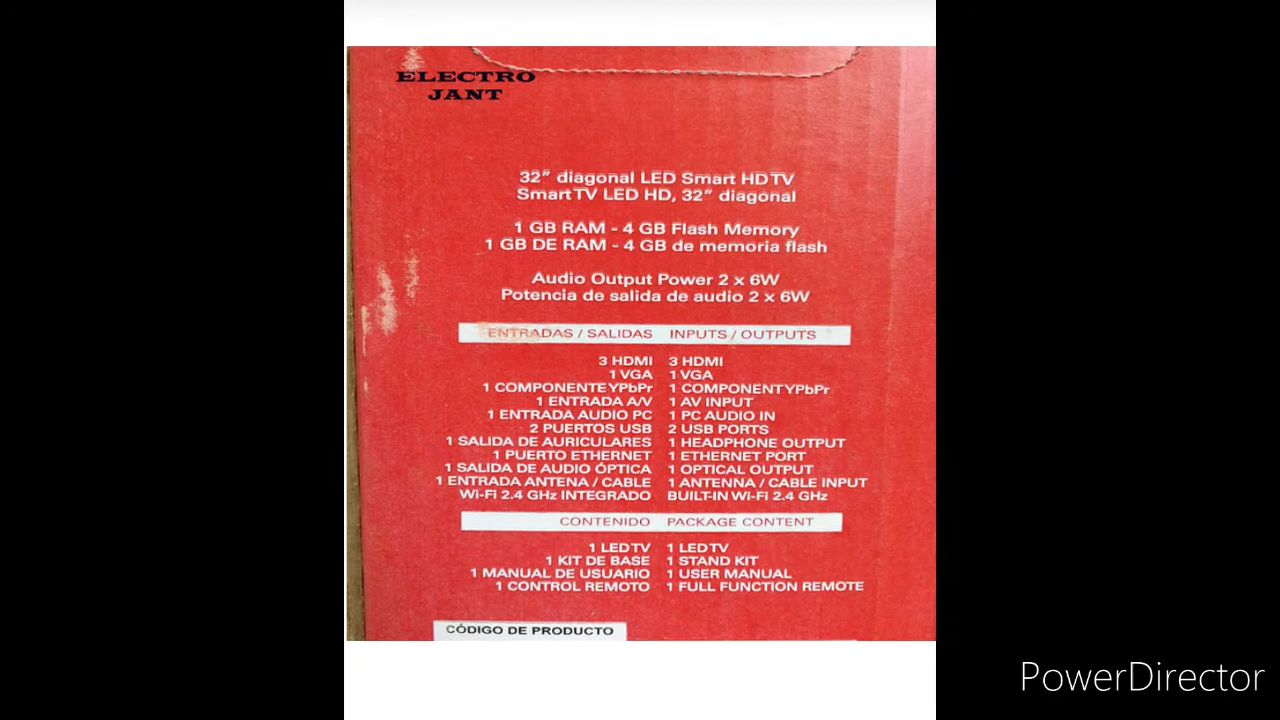 ELECTRO
JANT
32" diagonal LED Smart HDTV
Smart TV LED HD, 32" diagonal
1 GB RAM - 4 GB Flash Memory
1 GB DE RAM - 4 GB de memoria flash
Audio Output Power 2 x 6W
Potencia de salida de audio 2 x 6W
ENTRADAS / SALIDAS INPUTS / OUTPUTS
3 HDMI 3 HDMI
1 VGA 1 VGA
1 COMPONENTE YPbPr 1 COMPONENT YPbPr
1 ENTRADA A/V 1 AV INPUT
1 ENTRADA AUDIO PC 1 PC AUDIO IN
2 PUERTOS USB 2 USB PORTS
1 SALIDA DE AURICULARES 1 HEADPHONE OUTPUT
1 PUERTO ETHERNET 1 ETHERNET PORT
1 SALIDA DE AUDIO ÓPTICA 1 OPTICAL OUTPUT
1 ENTRADA ANTENA / CABLE 1 ANTENNA / CABLE INPUT
Wi-Fi 2.4 GHz INTEGRADO BUILT-IN Wi-Fi 2.4 GHz
CONTENIDO PACKAGE CONTENT
1 LED TV 1 LED TV
1 KIT DE BASE 1 STAND KIT
1 MANUAL DE USUARIO 1 USER MANUAL
1 CONTROL REMOTO 1 FULL FUNCTION REMOTE
CÓDIGO DE PRODUCTO
PowerDirector